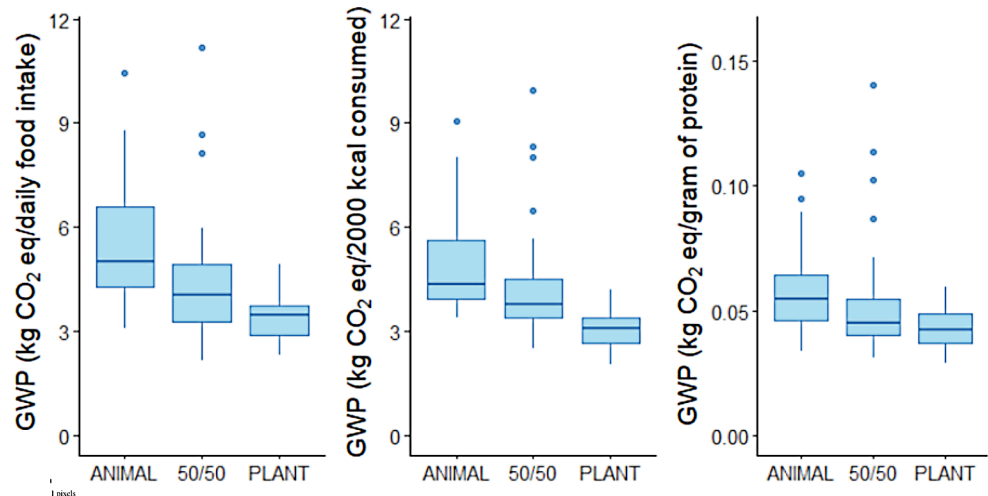 GWP (kg CO₂ eq/daily food intake)
12
9
6
3
0
ANIMAL 50/50 PLANT
GWP (kg CO₂ eq/2000 kcal consumed)
12
9
6
3
0
ANIMAL 50/50 PLANT
GWP (kg CO₂ eq/gram of protein)
0.15
0.10
0.05
0.00
ANIMAL 50/50 PLANT
1 pixels